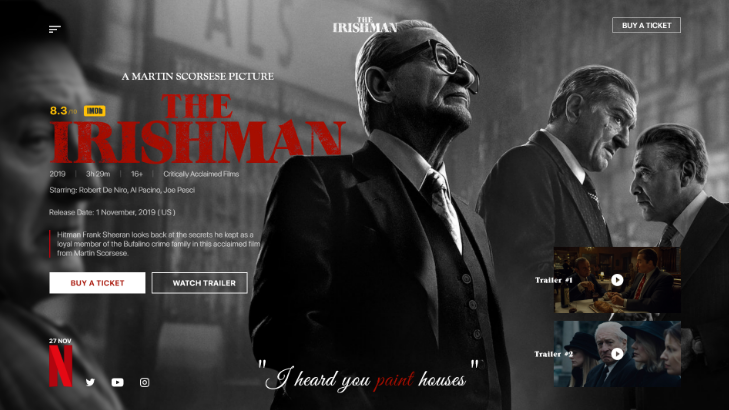 THE
IRISHMAN
BUY A TICKET
A MARTIN SCORSESE PICTURE
8.3/10 IMDb
THE
IRISHMAN
2019 | 3h 29m | 16+ | Critically Acclaimed Films
Starring: Robert De Niro, Al Pacino, Joe Pesci
Release Date: 1 November, 2019 ( US )
Hitman Frank Sheeran looks back at the secrets he kept as a
loyal member of the Bufalino crime family in this acclaimed film
from Martin Scorsese.
BUY A TICKET
WATCH TRAILER
Trailer #1
Trailer #2
27 NOV
N
"I heard you paint houses"